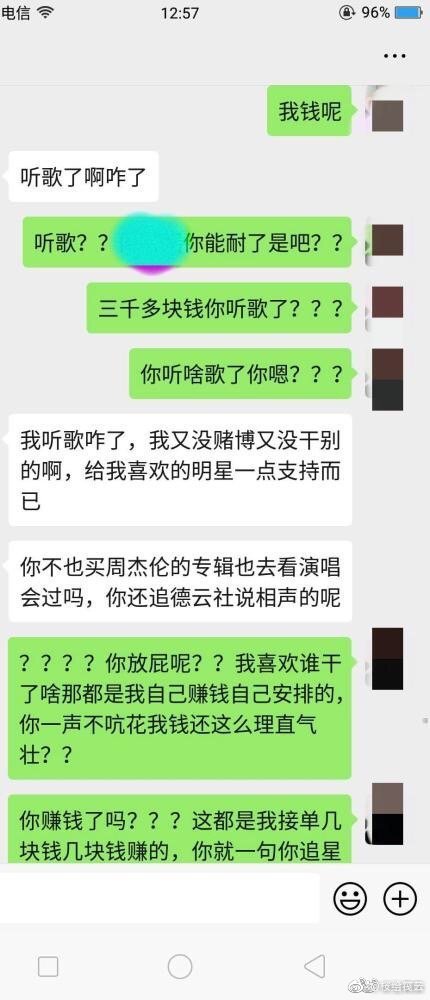 电信 12:57 96%
我钱呢
听歌了啊咋了
听歌？？ 你能耐了是吧？？
三千多块钱你听歌了？？？
你听啥歌了你嗯？？？
我听歌咋了，我又没赌博又没干别
的啊，给我喜欢的明星一点支持而
已
你不也买周杰伦的专辑也去看演唱
会过吗，你还追德云社说相声的呢
？？？？你放屁呢？？我喜欢谁干
了啥那都是我自己赚钱自己安排的，
你一声不吭花我钱还这么理直气
壮？？
你赚钱了吗？？？这都是我接单几
块钱几块钱赚的，你就一句你追星